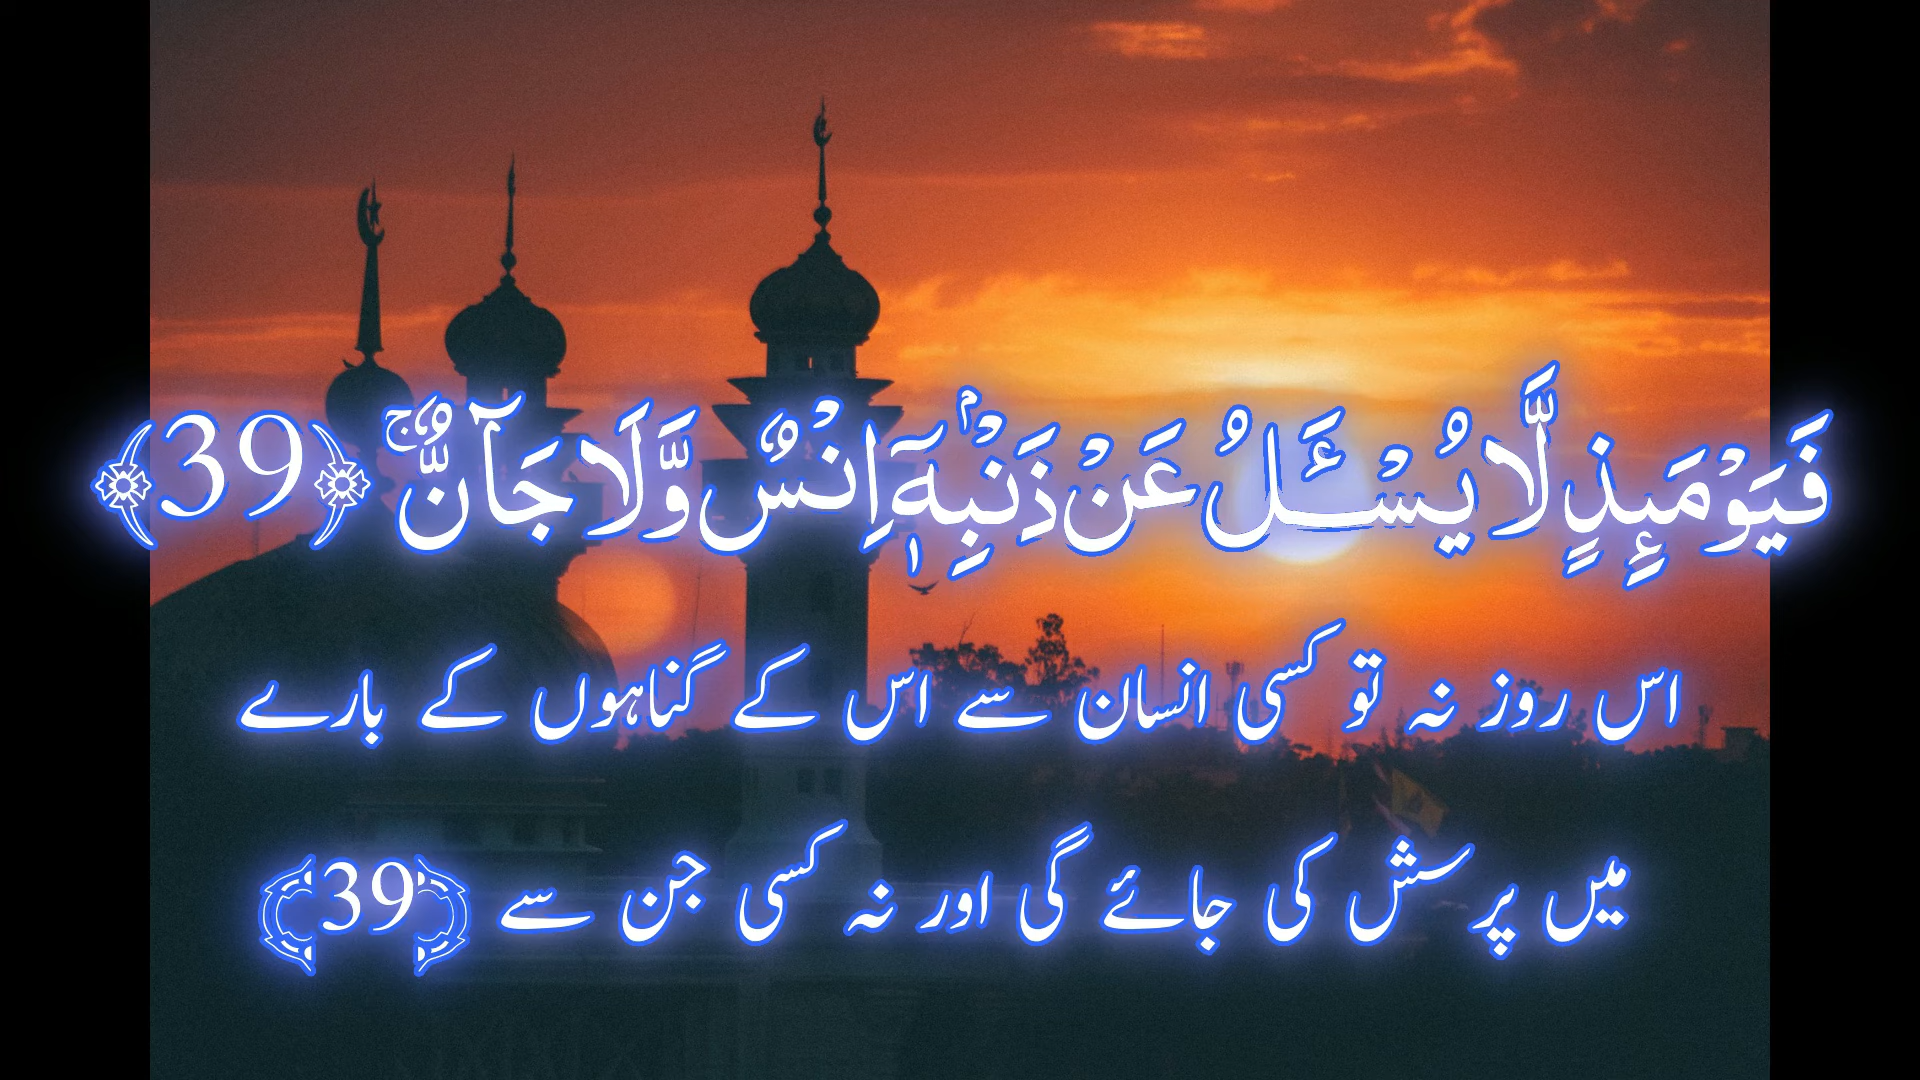 فَيَوْمَىِٕذٍ لَّا يُسْـَٔـلُ عَنْ ذَنْۢبِهٖۤ اِنْسٌ وَّلَا جَآنٌّۚ ﴿39﴾
اس روز نہ تو کسی انسان سے اس کے گناہوں کے بارے
میں پرسش کی جائے گی اور نہ کسی جن سے ﴿39﴾